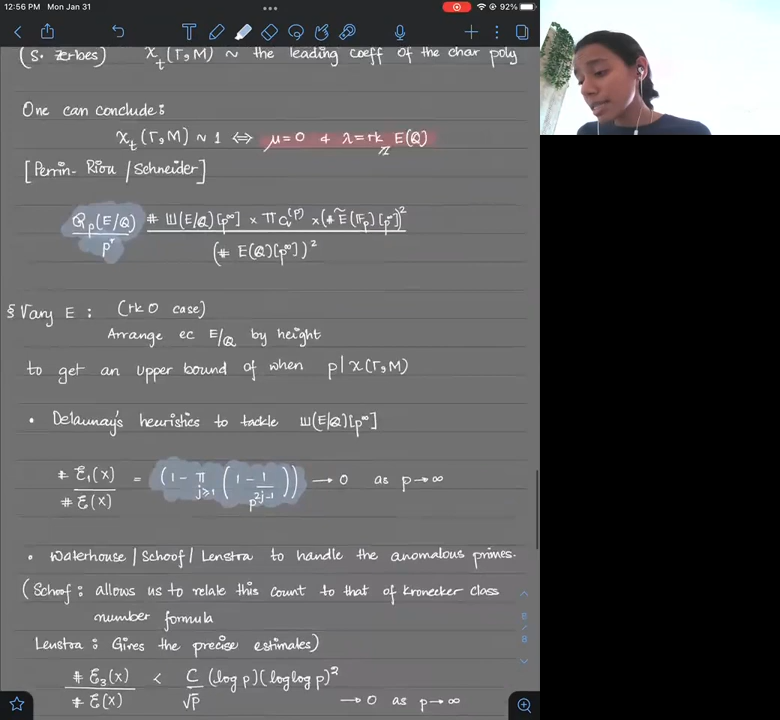 12:56 PM Mon Jan 31
92%
(S. Zerbes) χ_t(Γ,M) ~ the leading coeff of the char poly
One can conclude:
χ_t(Γ,M) ~ 1 ⟺ μ=0 + λ=rk_ℤ E(ℚ)
[Perrin-Riou / Schneider]
R_p(E/ℚ)/p^r #Ш(E/ℚ)[p^∞] × π c_v^(p) × (#Ẽ(𝔽_p)[p^∞])^2
(# E(ℚ)[p^∞])^2
§ Vary E : (rk 0 case)
Arrange ec E/ℚ by height
to get an upper bound of when p | χ(Γ,M)
• Delaunay's heuristics to tackle Ш(E/ℚ)[p^∞]
#ℰ_1(x)/#ℰ(x) = (1 - π_{j≥1} (1 - 1/p^{2j-1})) → 0 as p→∞
• Waterhouse / Schoof / Lenstra to handle the anomalous primes.
(Schoof : allows us to relate this count to that of Kronecker class
number formula
Lenstra : Gives the precise estimates)
#ℰ_3(x)/#ℰ(x) < C/√p (log p)(loglog p)^2
→ 0 as p→∞